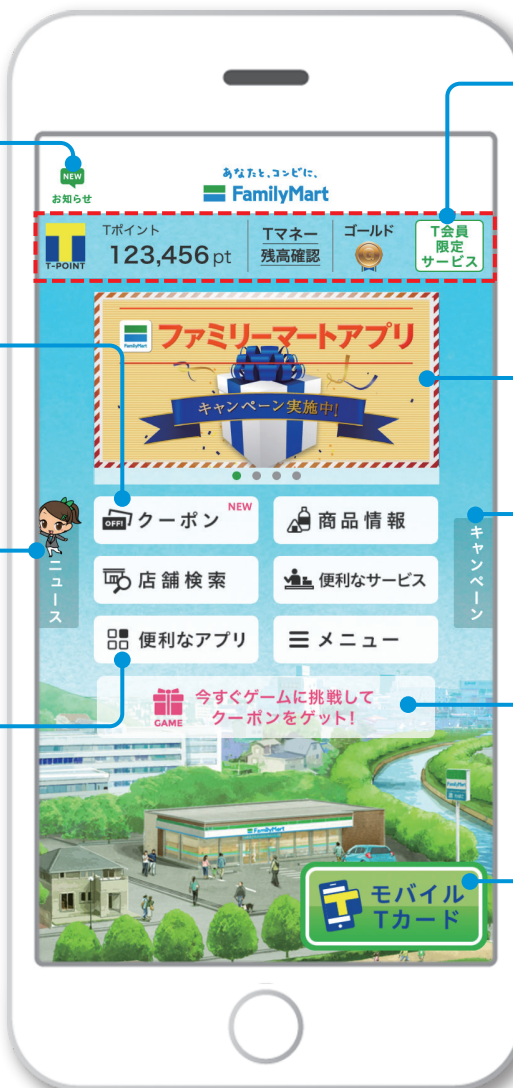 NEW
お知らせ
あなたと、コンビに、
FamilyMart
T-POINT
Tポイント
123,456pt
Tマネー
残高確認
ゴールド
T会員
限定
サービス
FamilyMart
ファミリーマートアプリ
キャンペーン実施中!
OFF!
クーポン
NEW
商品情報
店舗検索
便利なサービス
便利なアプリ
メニュー
ニュース
キャンペーン
GAME
今すぐゲームに挑戦して
クーポンをゲット!
FamilyMart
FamilyMart
モバイル
Tカード